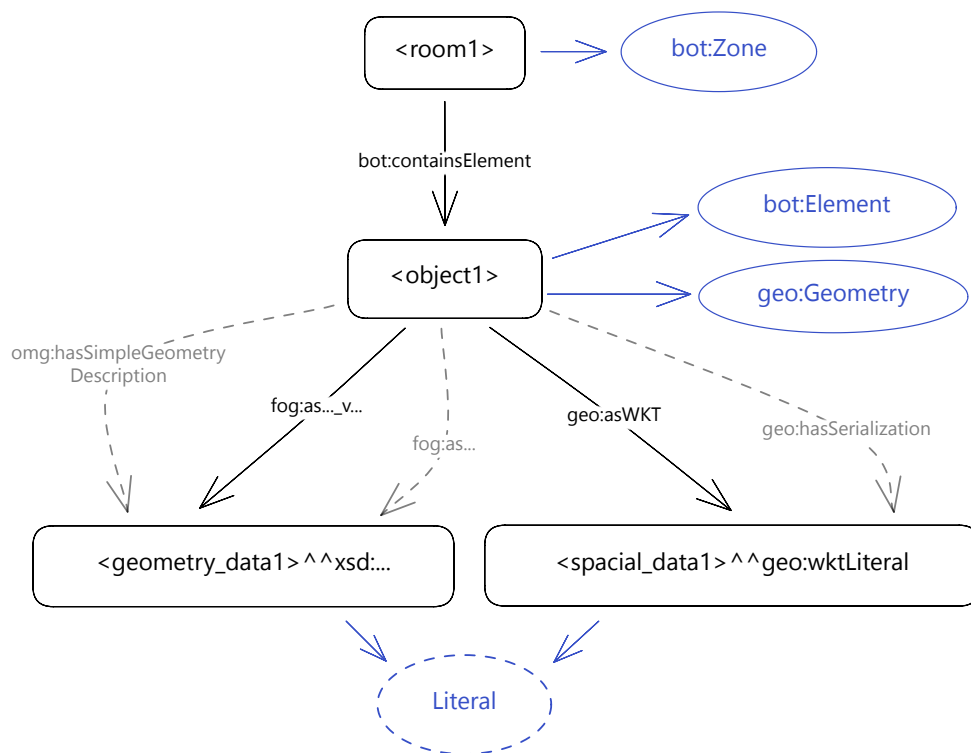 <room1>
bot:Zone
bot:containsElement
bot:Element
<object1>
geo:Geometry
omg:hasSimpleGeometry
Description
fog:as..._v...
geo:asWKT
fog:as...
geo:hasSerialization
<geometry_data1>^^xsd:...
<spacial_data1>^^geo:wktLiteral
Literal